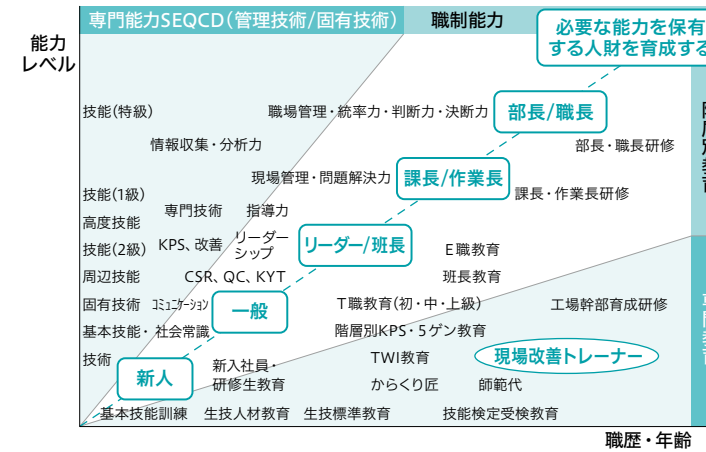 専門能力SEQCD(管理技術/固有技術)
職制能力
必要な能力を保有
する人財を育成する
能力
レベル
技能(特級)
職場管理・統率力・判断力・決断力
部長/職長
情報収集・分析力
部長・職長研修
現場管理・問題解決力
課長/作業長
技能(1級)
課長・作業長研修
高度技能
専門技術
指導力
技能(2級)
KPS、改善
リーダー
シップ
リーダー/班長
E職教育
周辺技能
CSR、QC、KYT
班長教育
固有技術
コミュニケーション
一般
T職教育(初・中・上級)
工場幹部育成研修
基本技能・
社会常識
階層別KPS・5ゲン教育
技術
新人
新入社員・
研修生教育
TWI教育
現場改善トレーナー
からくり匠
師範代
基本技能訓練
生技人材教育
生技標準教育
技能検定受検教育
職歴・年齢